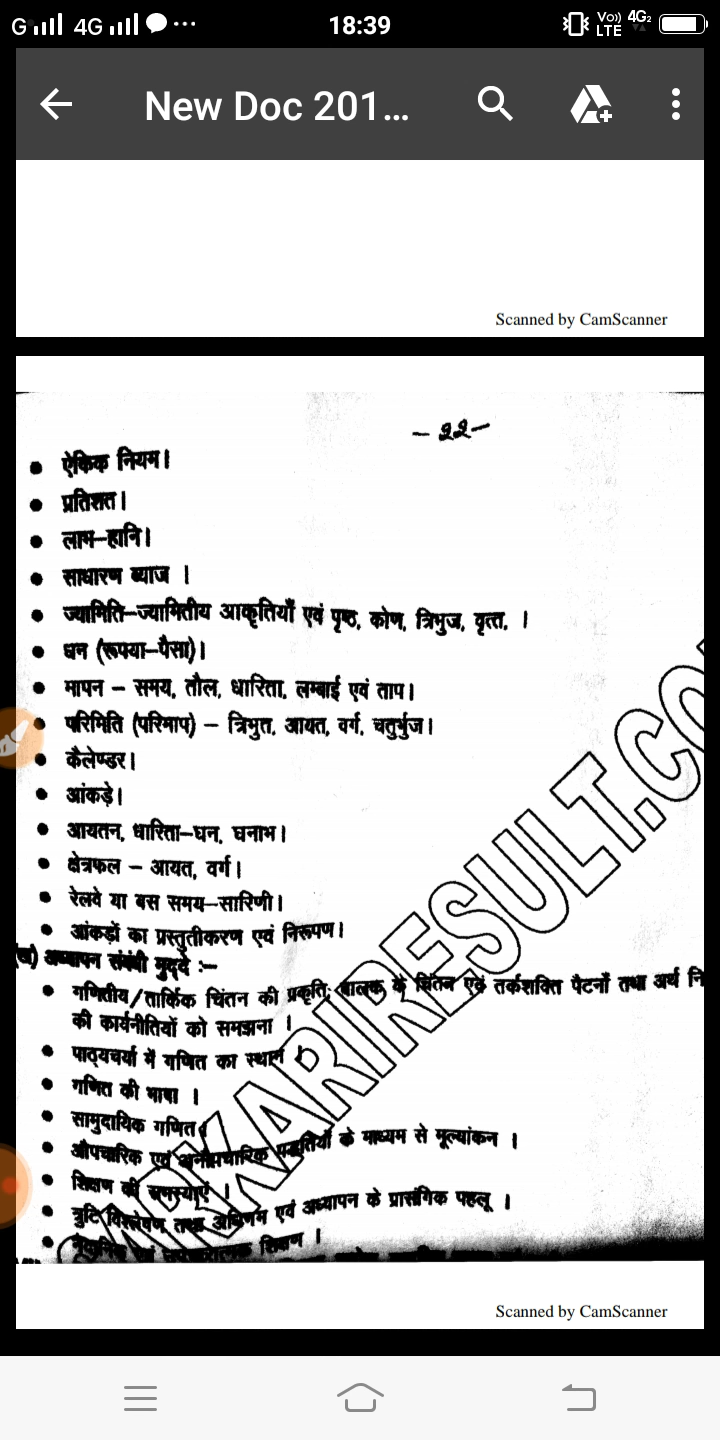 G 4G 18:39 Vo)) LTE 4G2
New Doc 201...
Scanned by CamScanner
– २२ –
• ऐकिक नियम।
• प्रतिशत।
• लाभ–हानि।
• साधारण ब्याज ।
• ज्यामिति–ज्यामितीय आकृतियाँ एवं पृष्ठ, कोण, त्रिभुज, वृत्त, ।
• धन (रूपया–पैसा)।
• मापन – समय, तौल, धारिता, लम्बाई एवं ताप।
• परिमिति (परिमाप) – त्रिभुत, आयत, वर्ग, चतुर्भुज।
• कैलेण्डर।
• आंकड़े।
• आयतन, धारिता–घन, घनाभ।
• क्षेत्रफल – आयत, वर्ग।
• रेलवे या बस समय–सारिणी।
• आंकड़ों का प्रस्तुतीकरण एवं निरूपण।
(ख) अध्यापन संबंधी मुद्दे :–
• गणितीय/तार्किक चिंतन की प्रकृति; बालक के चिंतन एवं तर्कशक्ति पैटर्नो तथा अर्थ नि
की कार्यनीतियों को समझना ।
• पाठ्यचर्या में गणित का स्थान ।
• गणित की भाषा ।
• सामुदायिक गणित।
• औपचारिक एवं अनौपचारिक पद्धतियों के माध्यम से मूल्यांकन ।
• शिक्षण की समस्याएं ।
• त्रुटि विश्लेषण तथा अधिगम एवं अध्यापन के प्रासंगिक पहलू ।
• एवं शिक्षण ।
RKARIRESULT.CO
Scanned by CamScanner